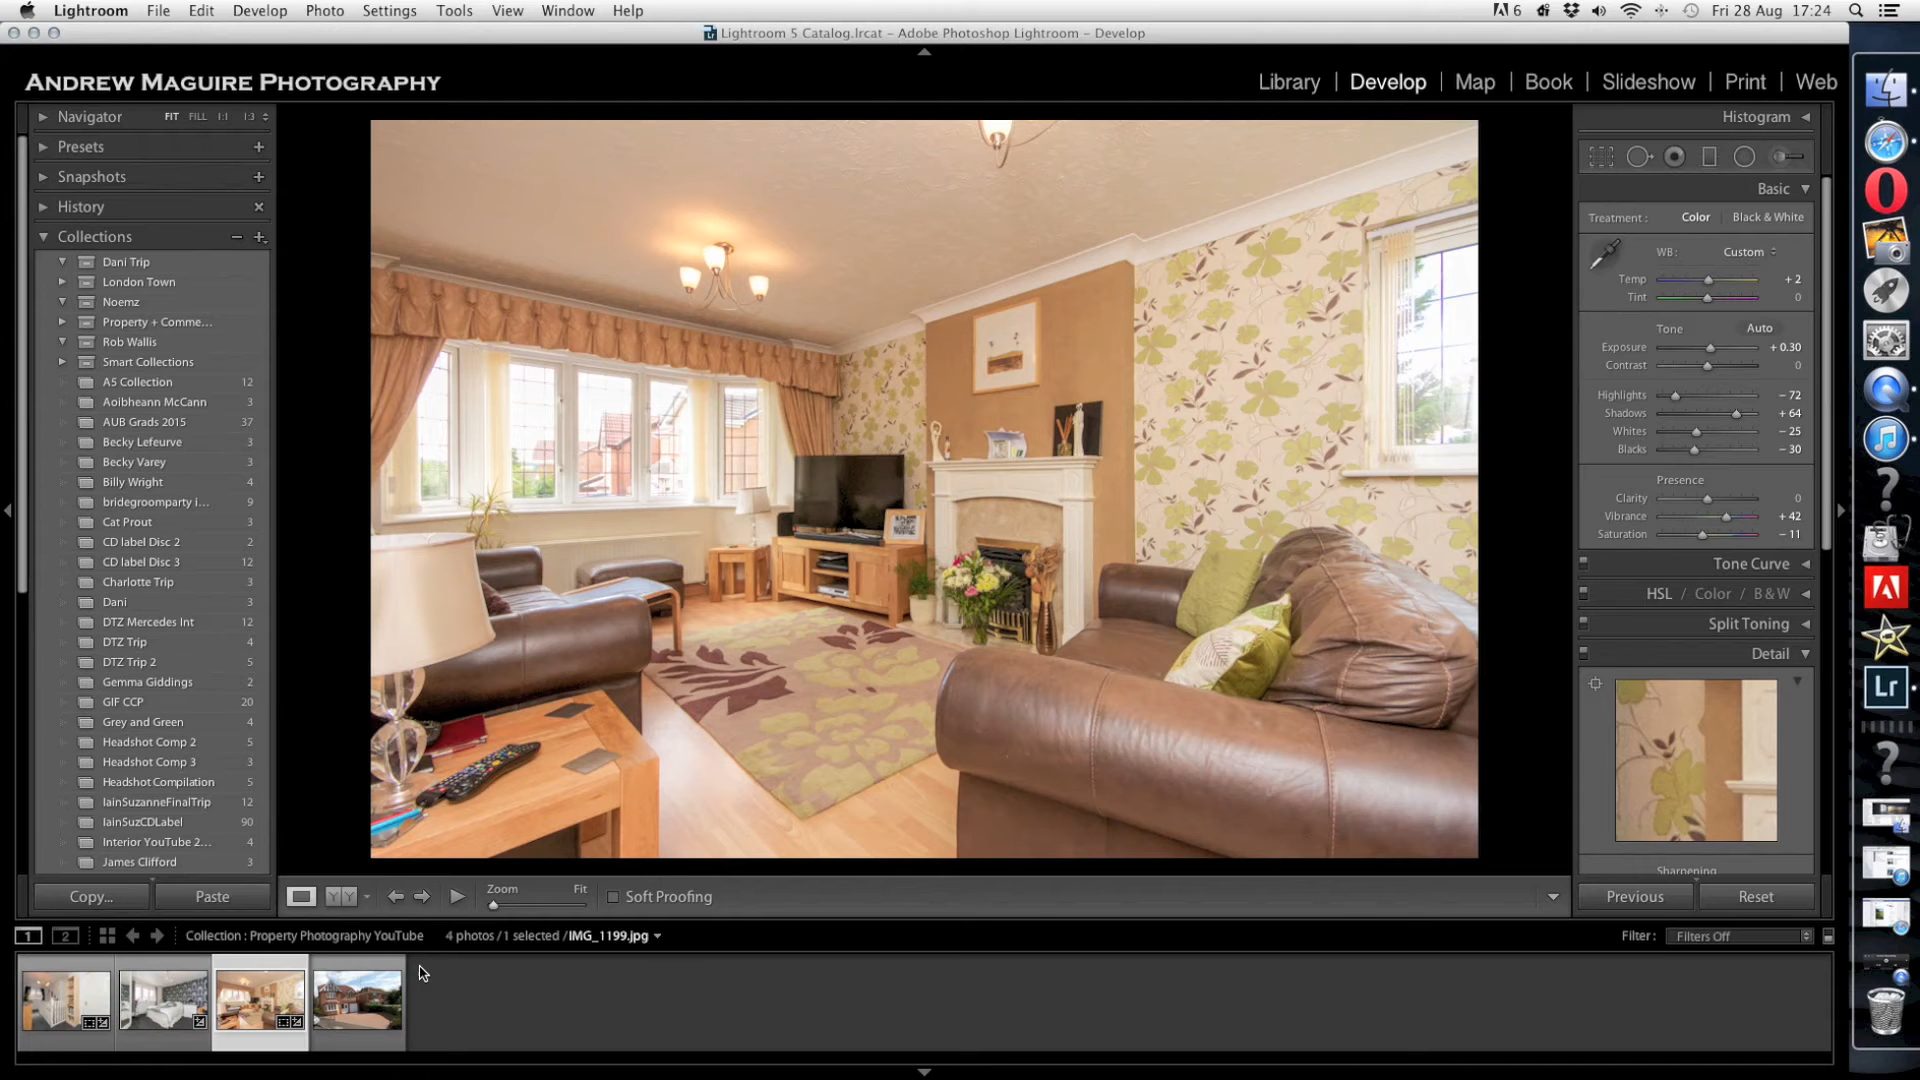 Lightroom File Edit Develop Photo Settings Tools View Window Help 6 Fri 28 Aug 17:24
Lightroom 5 Catalog.lrcat – Adobe Photoshop Lightroom – Develop
ANDREW MAGUIRE PHOTOGRAPHY
Library | Develop | Map | Book | Slideshow | Print | Web
Navigator FIT FILL 1:1 1:3
Presets
Snapshots
History
Collections
Dani Trip
London Town
Noemz
Property + Comme...
Rob Wallis
Smart Collections
A5 Collection 12
Aoibheann McCann 3
AUB Grads 2015 37
Becky Lefeurve 3
Becky Varey 3
Billy Wright 4
bridegroomparty i... 9
Cat Prout 3
CD label Disc 2 2
CD label Disc 3 12
Charlotte Trip 3
Dani 3
DTZ Mercedes Int 12
DTZ Trip 4
DTZ Trip 2 5
Gemma Giddings 2
GIF CCP 20
Grey and Green 4
Headshot Comp 2 5
Headshot Comp 3 3
Headshot Compilation 5
IainSuzanneFinalTrip 12
IainSuzCDLabel 90
Interior YouTube 2... 4
James Clifford 3
Copy... Paste
Histogram
Basic
Treatment : Color Black & White
WB : Custom
Temp + 2
Tint 0
Tone Auto
Exposure + 0.30
Contrast 0
Highlights – 72
Shadows + 64
Whites – 25
Blacks – 30
Presence
Clarity 0
Vibrance + 42
Saturation – 11
Tone Curve
HSL / Color / B & W
Split Toning
Detail
Sharpening
Previous Reset
YY Zoom Fit Soft Proofing
1 2 Collection : Property Photography YouTube 4 photos / 1 selected / IMG_1199.jpg
Filter : Filters Off
Lr